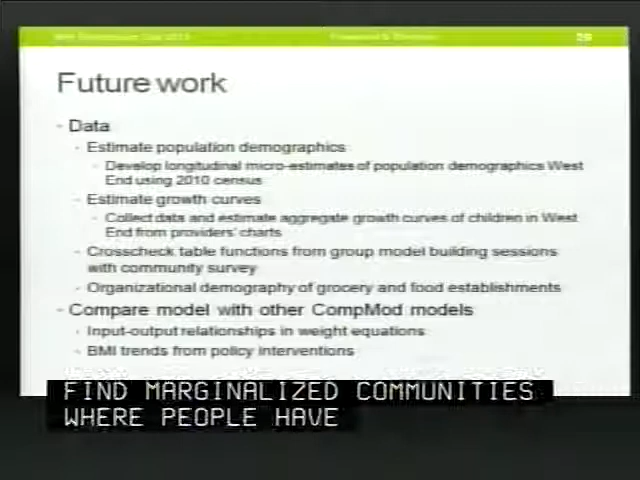 29
Future work
- Data
- Estimate population demographics
- Develop longitudinal micro-estimates of population demographics West
End using 2010 census
- Estimate growth curves
- Collect data and estimate aggregate growth curves of children in West
End from providers' charts
- Crosscheck table functions from group model building sessions
with community survey
- Organizational demography of grocery and food establishments
- Compare model with other CompMod models
- Input-output relationships in weight equations
- BMI trends from policy interventions
FIND MARGINALIZED COMMUNITIES
WHERE PEOPLE HAVE